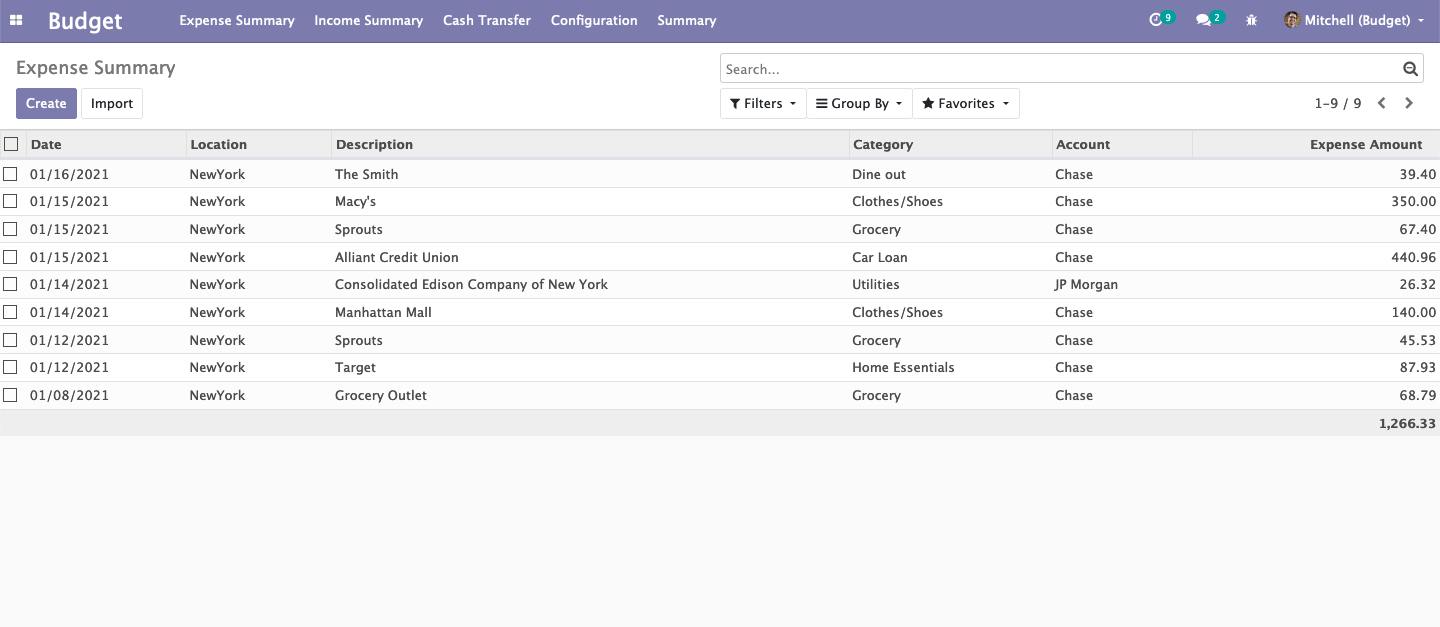 Budget Expense Summary Income Summary Cash Transfer Configuration Summary 9 2 Mitchell (Budget)
Expense Summary Search...
Create Import Filters Group By Favorites 1-9 / 9
Date Location Description Category Account Expense Amount
01/16/2021 NewYork The Smith Dine out Chase 39.40
01/15/2021 NewYork Macy's Clothes/Shoes Chase 350.00
01/15/2021 NewYork Sprouts Grocery Chase 67.40
01/15/2021 NewYork Alliant Credit Union Car Loan Chase 440.96
01/14/2021 NewYork Consolidated Edison Company of New York Utilities JP Morgan 26.32
01/14/2021 NewYork Manhattan Mall Clothes/Shoes Chase 140.00
01/12/2021 NewYork Sprouts Grocery Chase 45.53
01/12/2021 NewYork Target Home Essentials Chase 87.93
01/08/2021 NewYork Grocery Outlet Grocery Chase 68.79
1,266.33